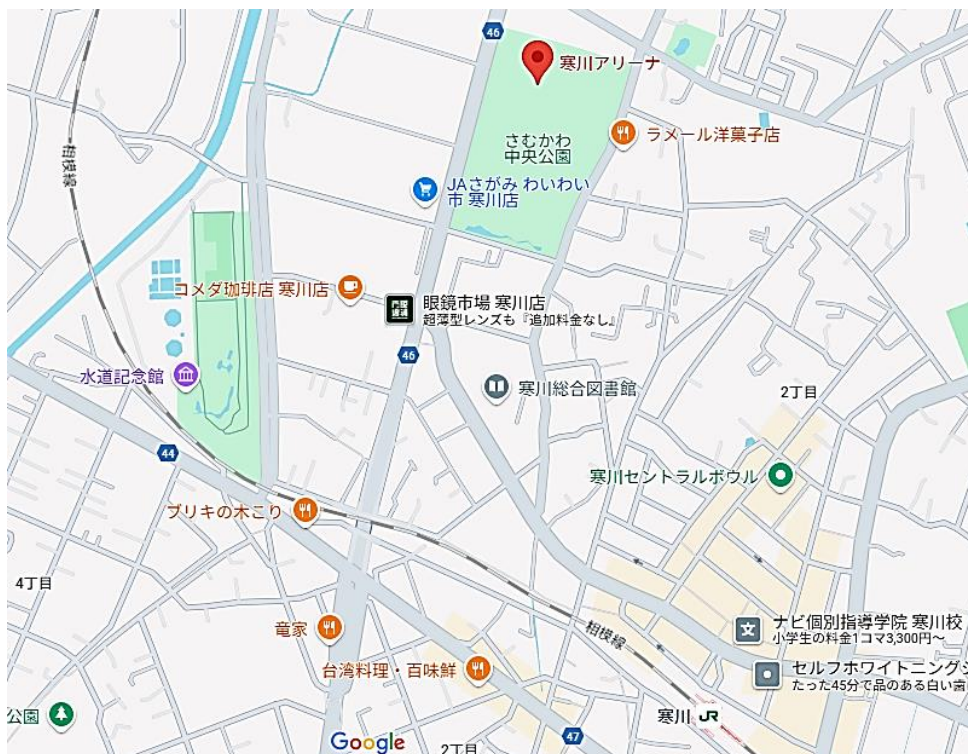 46
寒川アリーナ
さむかわ
中央公園
ラメール洋菓子店
相模線
JAさがみ わいわい
市 寒川店
コメダ珈琲店 寒川店
眼鏡市場 寒川店
超薄型レンズも『追加料金なし』
46
水道記念館
寒川総合図書館
2丁目
44
寒川セントラルボウル
ブリキの木こり
4丁目
竜家
相模線
ナビ個別指導学院 寒川校
小学生の料金1コマ3,300円～
台湾料理・百味鮮
セルフホワイトニングシ
たった45分で品のある白い歯
公園
寒川 JR
Google
2丁目
47